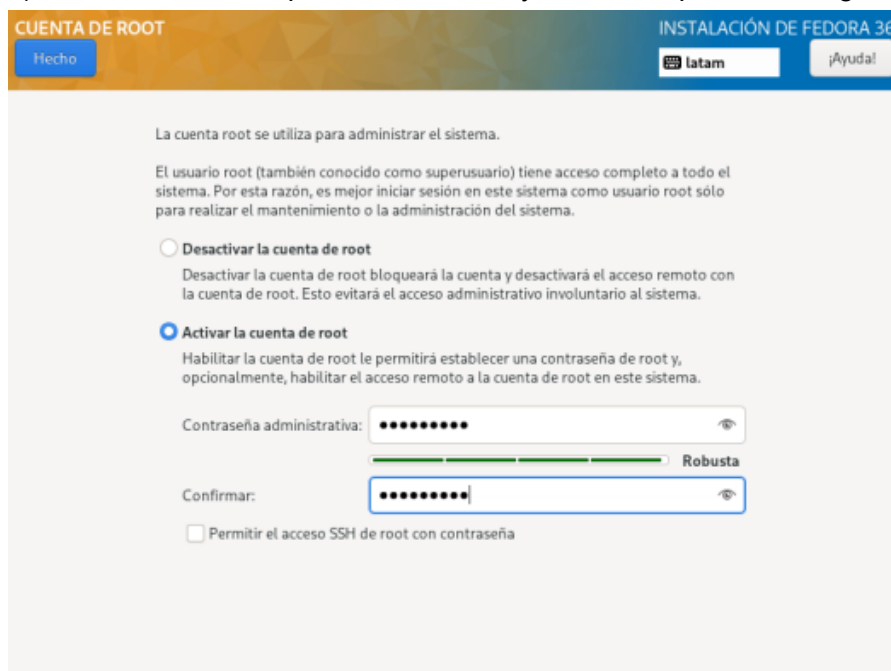 CUENTA DE ROOT
INSTALACIÓN DE FEDORA 36
Hecho
latam
¡Ayuda!
La cuenta root se utiliza para administrar el sistema.
El usuario root (también conocido como superusuario) tiene acceso completo a todo el
sistema. Por esta razón, es mejor iniciar sesión en este sistema como usuario root sólo
para realizar el mantenimiento o la administración del sistema.
Desactivar la cuenta de root
Desactivar la cuenta de root bloqueará la cuenta y desactivará el acceso remoto con
la cuenta de root. Esto evitará el acceso administrativo involuntario al sistema.
Activar la cuenta de root
Habilitar la cuenta de root le permitirá establecer una contraseña de root y,
opcionalmente, habilitar el acceso remoto a la cuenta de root en este sistema.
Contraseña administrativa: ●●●●●●●●●
Robusta
Confirmar: ●●●●●●●●●
Permitir el acceso SSH de root con contraseña